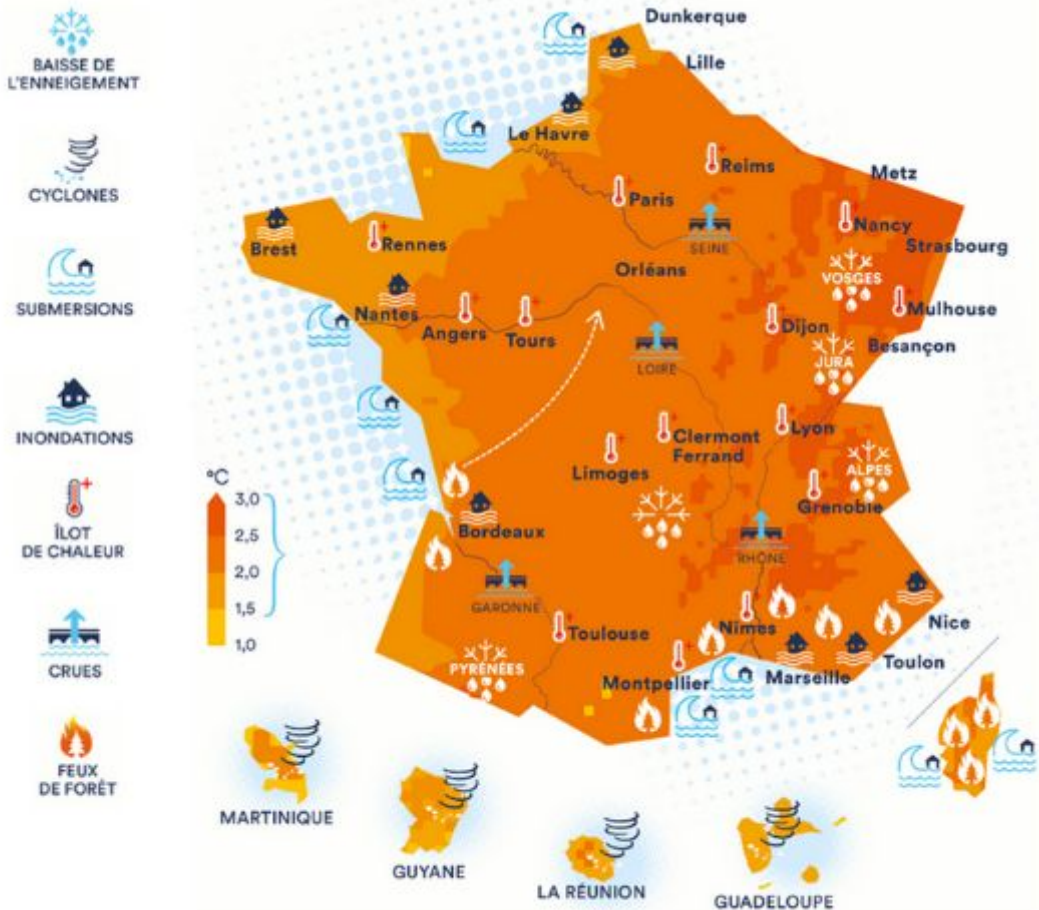 BAISSE DE
L'ENNEIGEMENT
CYCLONES
SUBMERSIONS
INONDATIONS
ÎLOT
DE CHALEUR
CRUES
FEUX
DE FORÊT
°C
3,0
2,5
2,0
1,5
1,0
Dunkerque
Lille
Le Havre
Reims
Metz
Paris
Nancy
Brest
Rennes
SEINE
Strasbourg
Orléans
VOSGES
Nantes
Angers
Tours
Dijon
Mulhouse
Besançon
LOIRE
JURA
Clermont
Ferrand
Lyon
Limoges
ALPES
Grenoble
Bordeaux
RHÔNE
GARONNE
Toulouse
Nîmes
Nice
PYRÉNÉES
Toulon
Montpellier
Marseille
MARTINIQUE
GUYANE
LA RÉUNION
GUADELOUPE